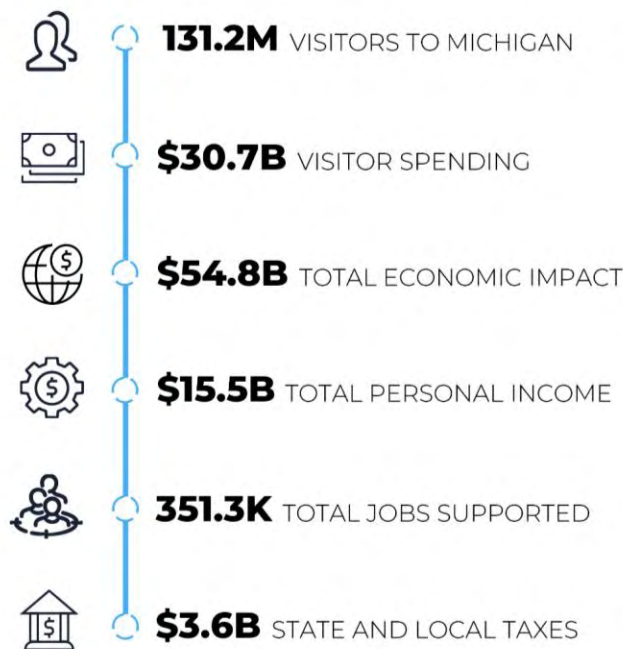 131.2M VISITORS TO MICHIGAN
$30.7B VISITOR SPENDING
$54.8B TOTAL ECONOMIC IMPACT
$15.5B TOTAL PERSONAL INCOME
351.3K TOTAL JOBS SUPPORTED
$3.6B STATE AND LOCAL TAXES